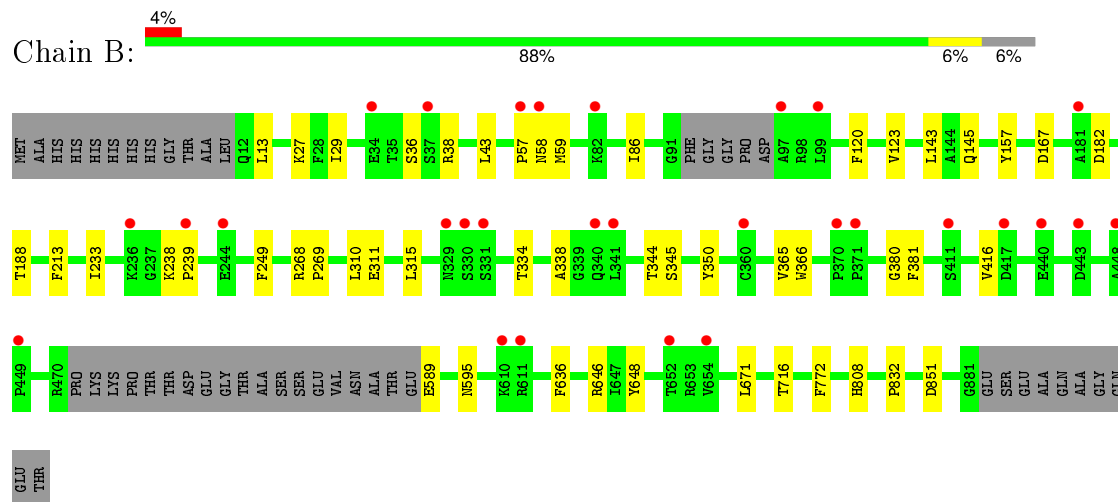 4%
Chain B:
88% 6% 6%
MET ALA HIS HIS HIS HIS HIS HIS GLY THR ALA LEU Q12 L13 K27 F28 I29 E34 T35 S36 S37 R38 L43 P57 N58 M59 K82 I86 G91 PHE GLY GLY PRO ASP A97 R98 L99 F120 V123 L143 A144 Q145 Y157 D167 A181 D182
T188 F213 I233 K236 G237 K238 P239 E244 F249 R268 P269 L310 E311 L315 N329 S330 S331 T334 A338 G339 Q340 L341 T344 S345 Y350 C360 V365 W366 P370 P371 G380 F381 S411 V416 D417 E440 D443 A448
P449 R470 PRO LYS LYS PRO THR THR ASP GLU GLY THR ALA SER SER GLU VAL ASN ALA THR GLU E589 N595 K610 R611 F636 R646 I647 Y648 T652 R653 V654 L671 T716 F772 H808 P832 D851 G881 GLU SER GLU ALA GLN ALA GLY GLN
GLU THR